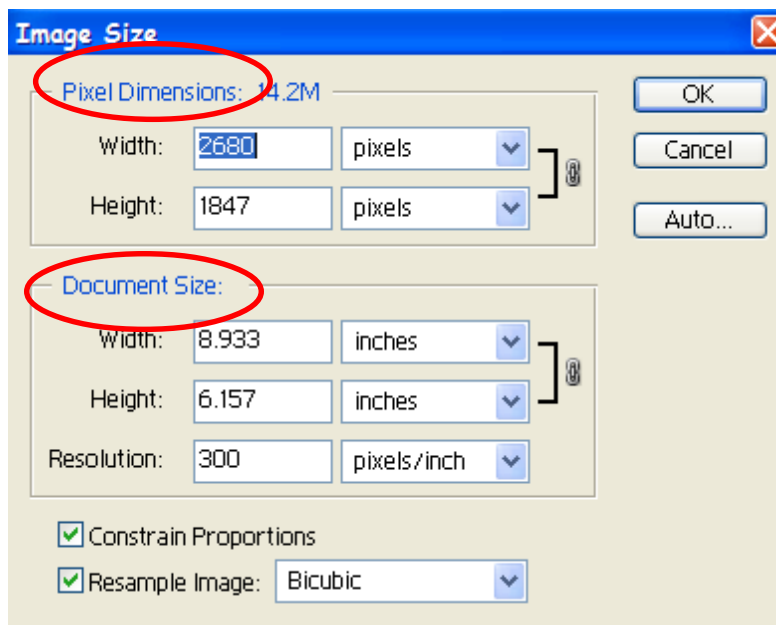 Image Size
Pixel Dimensions: 14.2M
OK
Width: 2680 pixels
Cancel
Height: 1847 pixels
Auto...
Document Size:
Width: 8.933 inches
Height: 6.157 inches
Resolution: 300 pixels/inch
Constrain Proportions
Resample Image: Bicubic